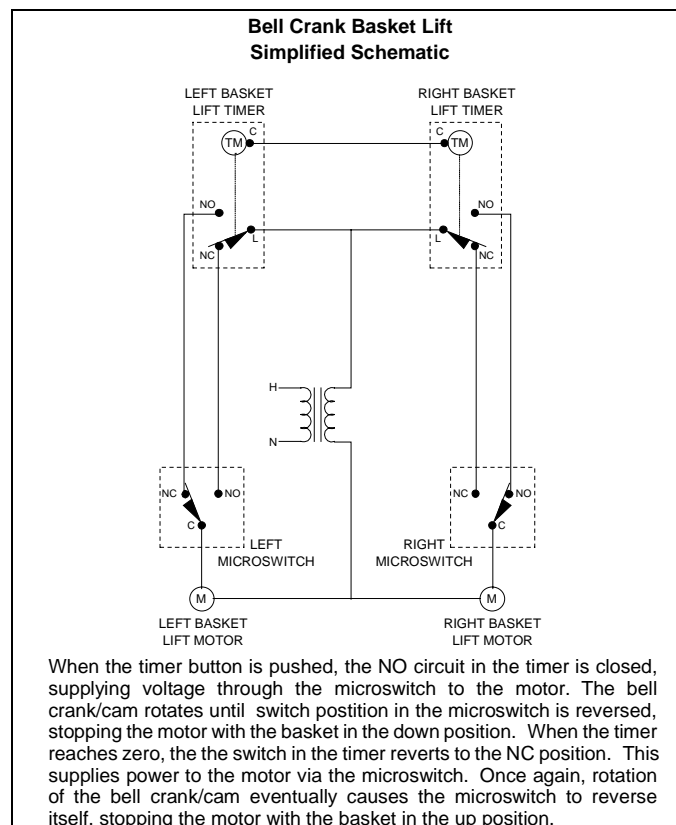 Bell Crank Basket Lift
Simplified Schematic
LEFT BASKET
LIFT TIMER
RIGHT BASKET
LIFT TIMER
TM
C
C
TM
NO
NO
L
L
NC
NC
H
N
NC
NO
NC
NO
C
C
LEFT
MICROSWITCH
RIGHT
MICROSWITCH
M
M
LEFT BASKET
LIFT MOTOR
RIGHT BASKET
LIFT MOTOR
When the timer button is pushed, the NO circuit in the timer is closed,
supplying voltage through the microswitch to the motor. The bell
crank/cam rotates until switch postition in the microswitch is reversed,
stopping the motor with the basket in the down position. When the timer
reaches zero, the the switch in the timer reverts to the NC position. This
supplies power to the motor via the microswitch. Once again, rotation
of the bell crank/cam eventually causes the microswitch to reverse
itself, stopping the motor with the basket in the up position.